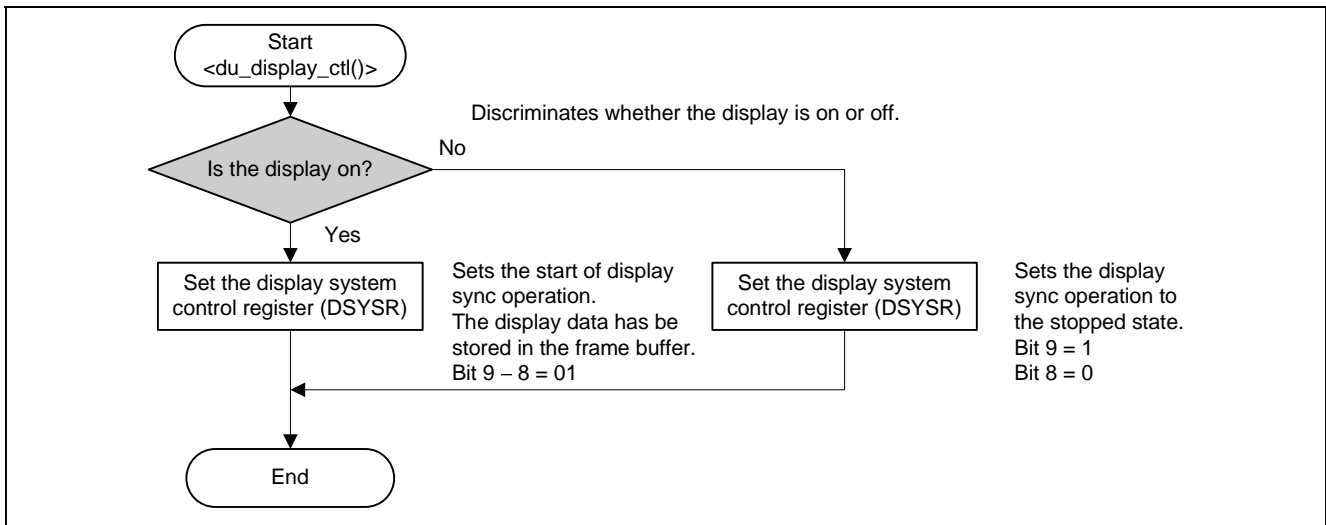 Start
<du_display_ctl()>
Discriminates whether the display is on or off.
Is the display on?
No
Yes
Set the display system
control register (DSYSR)
Sets the start of display
sync operation.
The display data has be
stored in the frame buffer.
Bit 9 – 8 = 01
Set the display system
control register (DSYSR)
Sets the display
sync operation to
the stopped state.
Bit 9 = 1
Bit 8 = 0
End